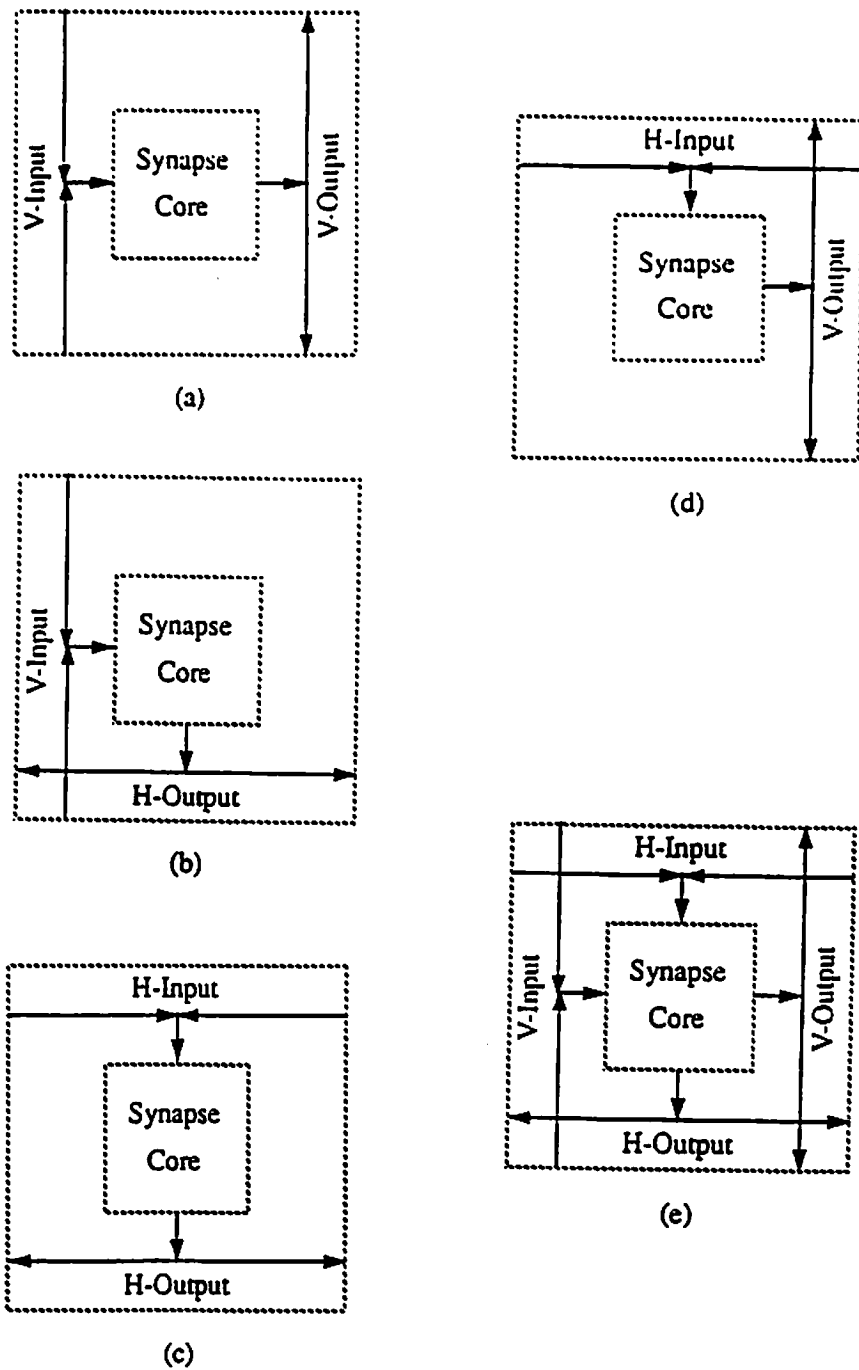 V-Input
Synapse
Core
V-Output
(a)
V-Input
Synapse
Core
H-Output
(b)
H-Input
Synapse
Core
H-Output
(c)
H-Input
Synapse
Core
V-Output
(d)
H-Input
V-Input
Synapse
Core
V-Output
H-Output
(e)